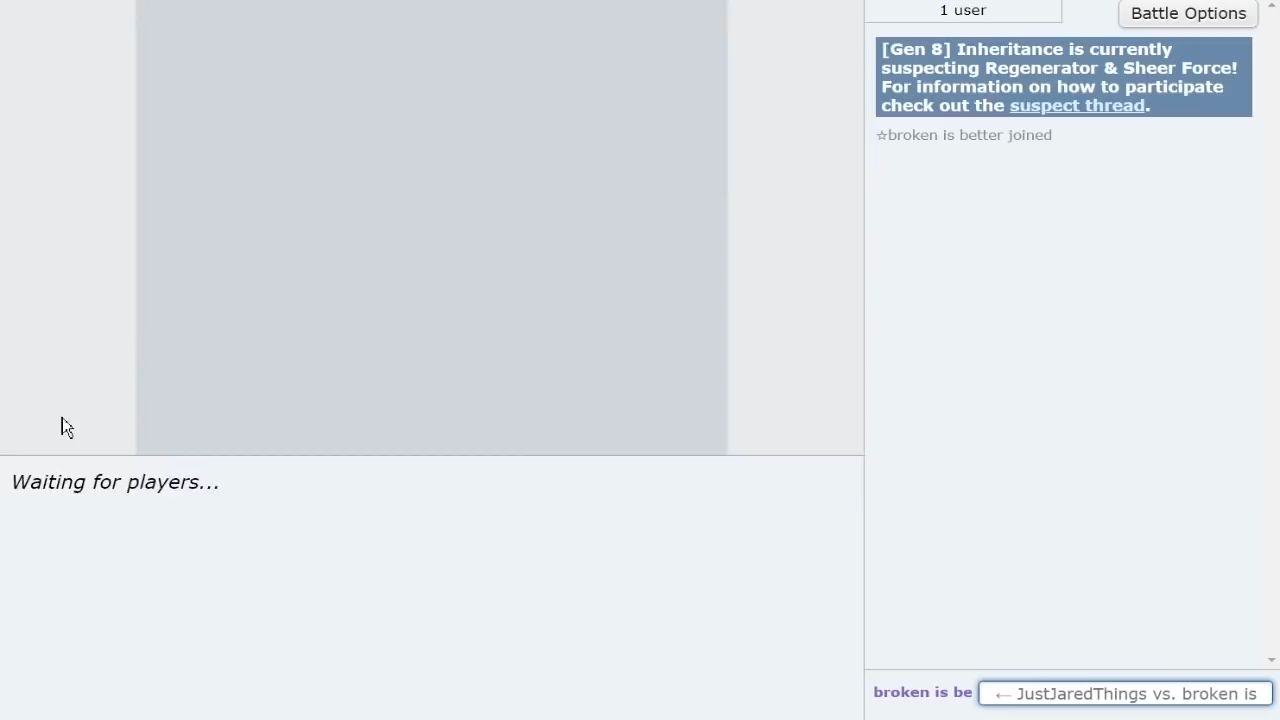 1 user
Battle Options
[Gen 8] Inheritance is currently
suspecting Regenerator & Sheer Force!
For information on how to participate
check out the suspect thread.
☆broken is better joined
Waiting for players...
broken is be
← JustJaredThings vs. broken is